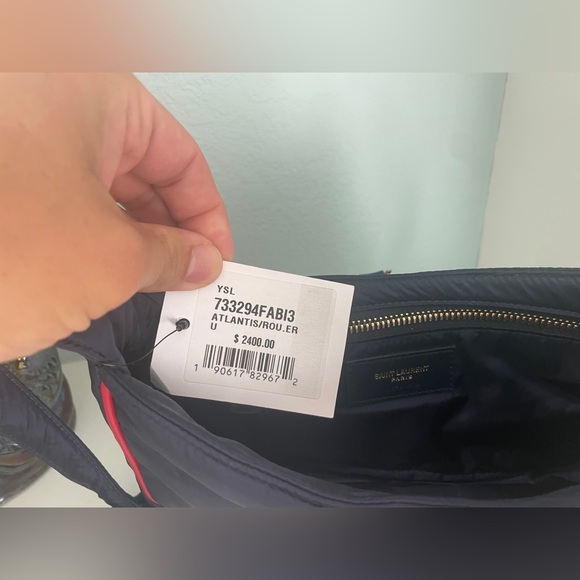 YSL
733294FABI3
ATLANTIS/ROU.ER
U
$ 2400.00
1 90617 82967 2
SAINT LAURENT
PARIS